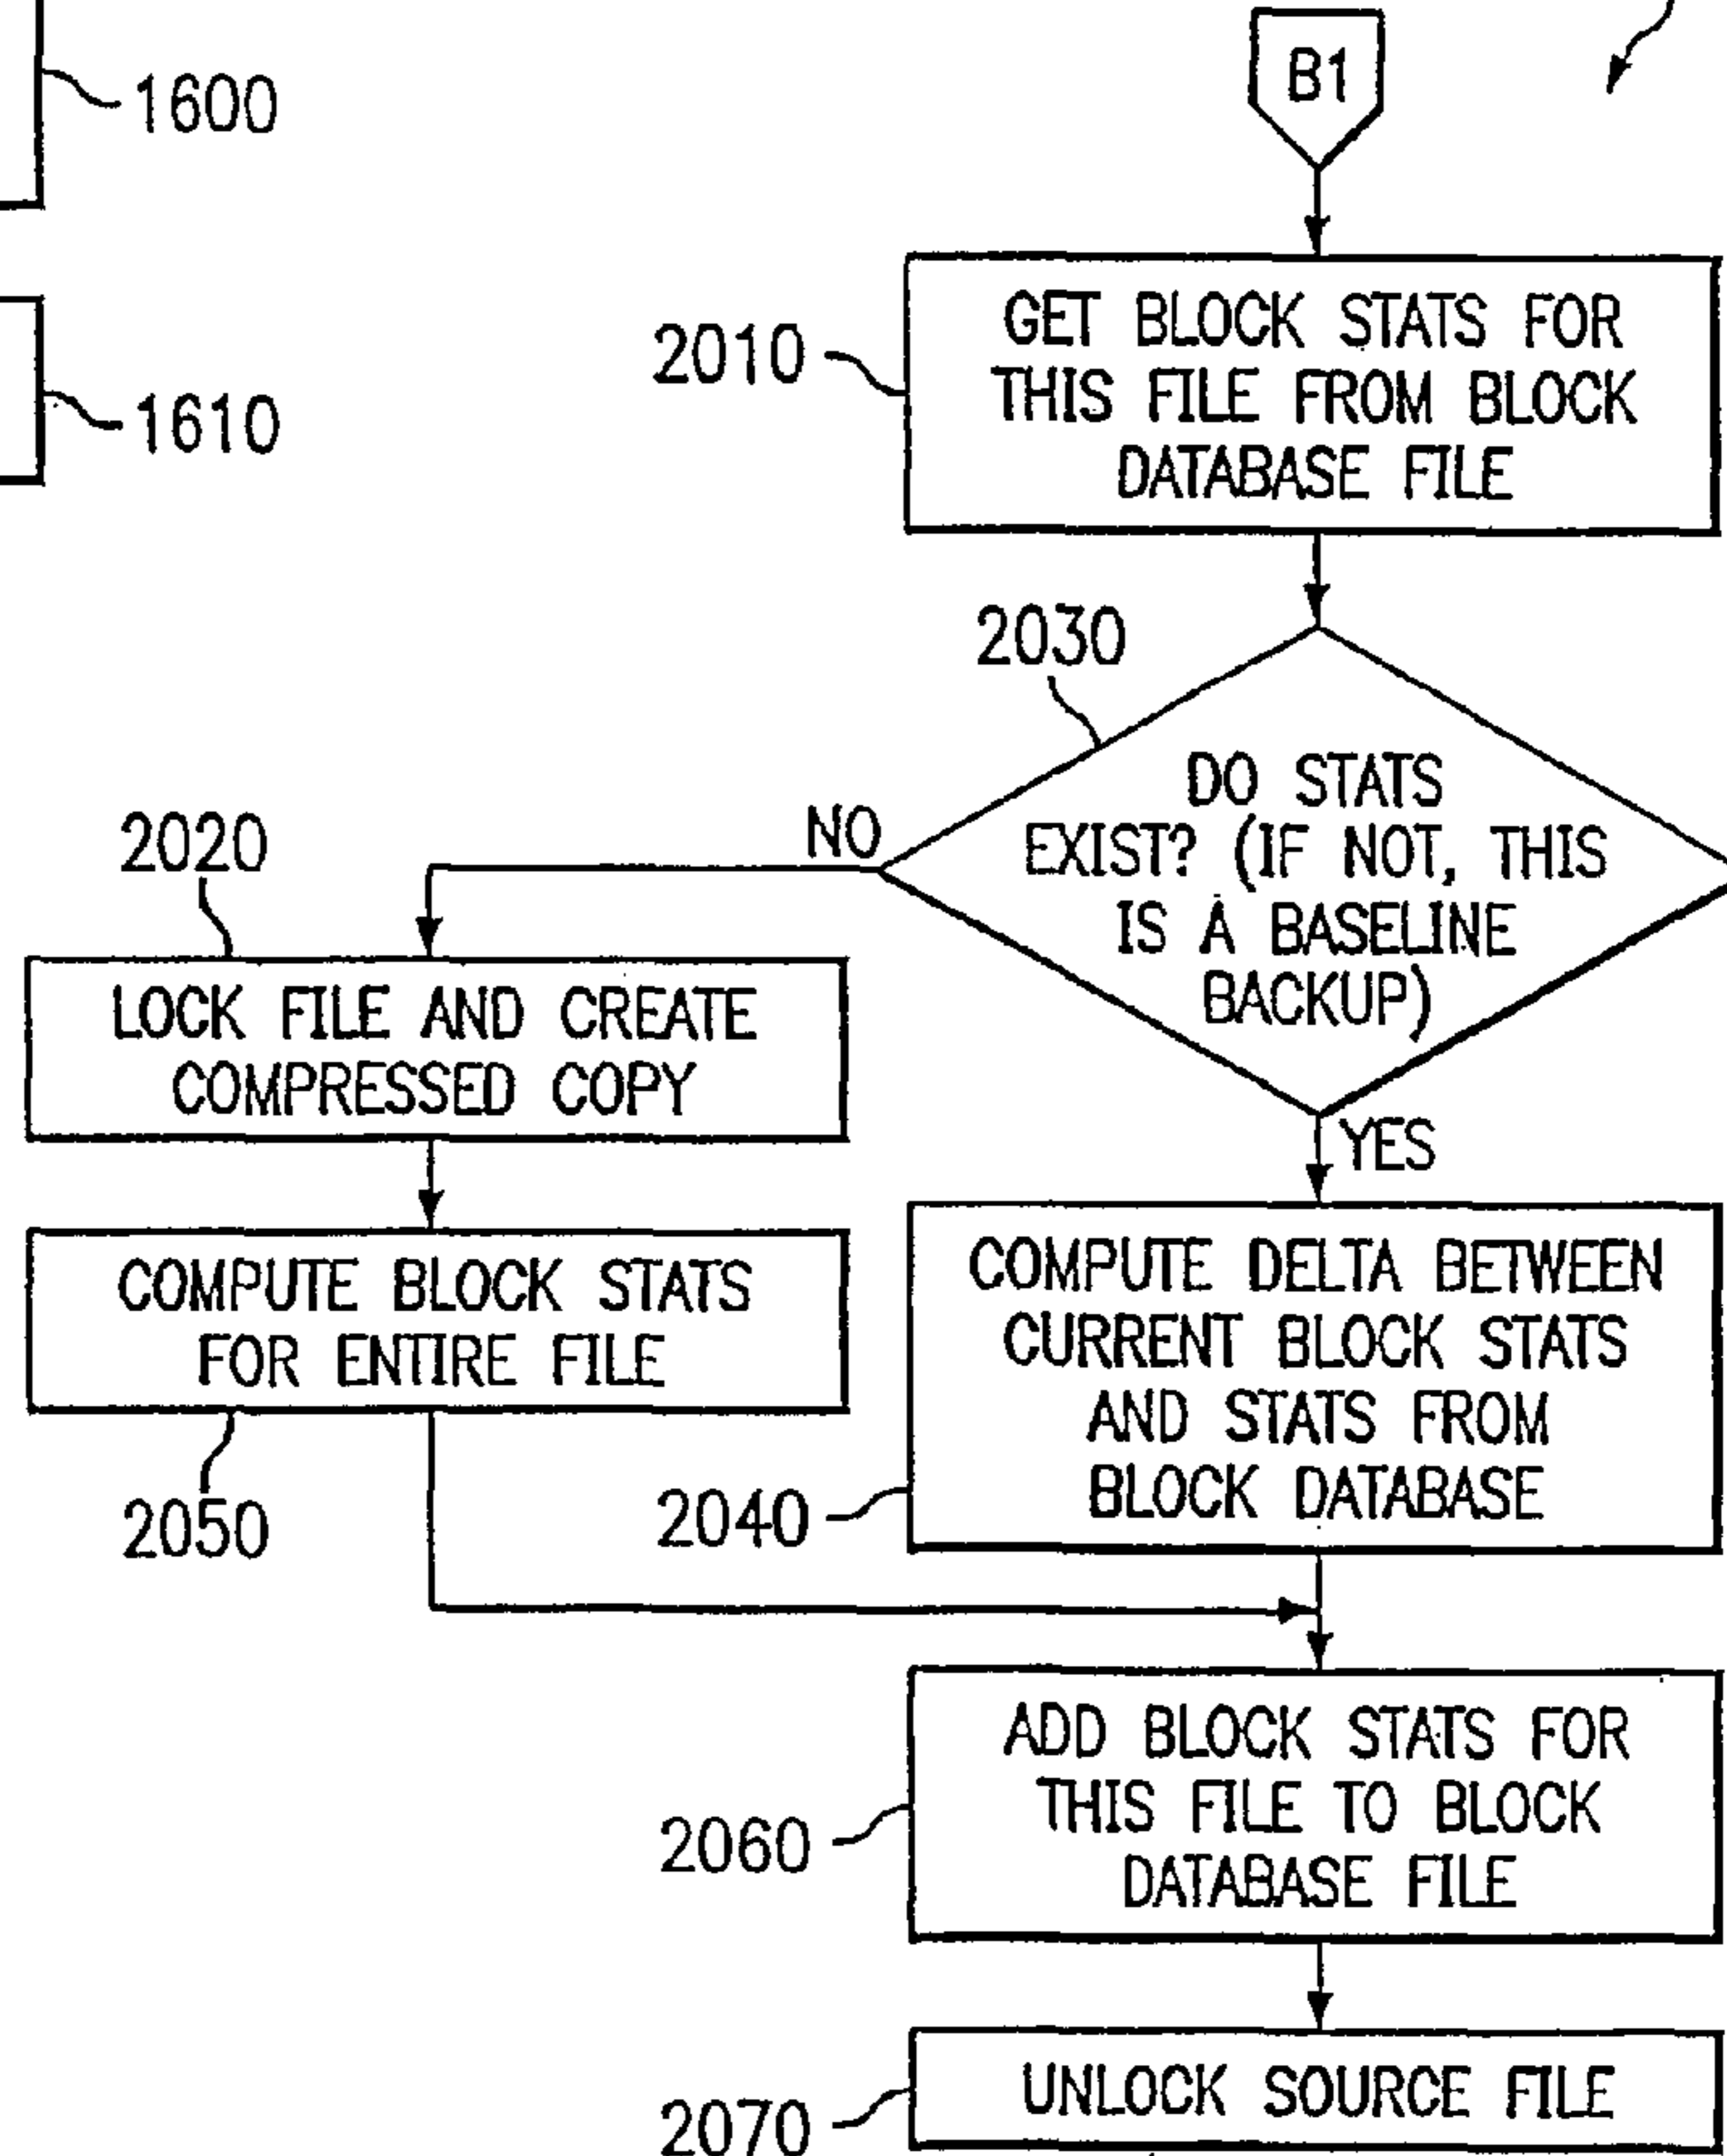 1600
1610
B1
2010
GET BLOCK STATS FOR
THIS FILE FROM BLOCK
DATABASE FILE
2030
DO STATS
EXIST? (IF NOT, THIS
IS A BASELINE
BACKUP)
NO
YES
2020
LOCK FILE AND CREATE
COMPRESSED COPY
COMPUTE BLOCK STATS
FOR ENTIRE FILE
2050
COMPUTE DELTA BETWEEN
CURRENT BLOCK STATS
AND STATS FROM
BLOCK DATABASE
2040
ADD BLOCK STATS FOR
THIS FILE TO BLOCK
DATABASE FILE
2060
UNLOCK SOURCE FILE
2070